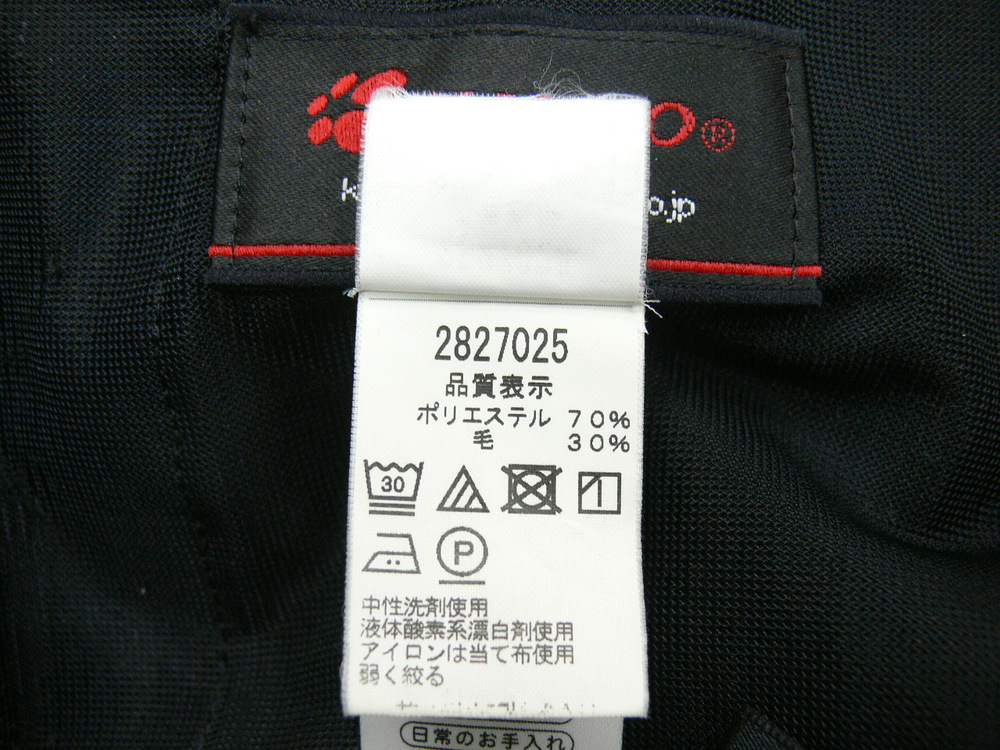 ®
o.jp
2827025
品質表示
ポリエステル 70%
毛 30%
30
P
中性洗剤使用
液体酸素系漂白剤使用
アイロンは当て布使用
弱く絞る
日常のお手入れ